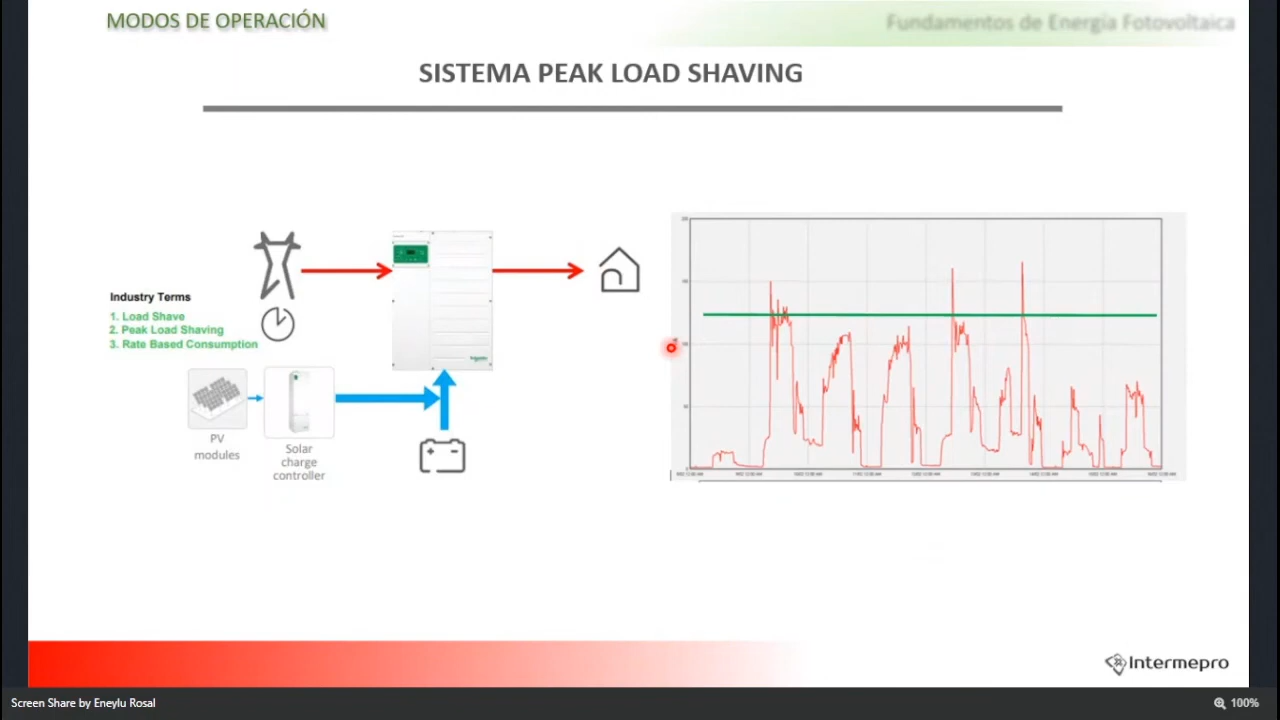 MODOS DE OPERACIÓN
Fundamentos de Energía Fotovoltaica
SISTEMA PEAK LOAD SHAVING
Industry Terms
1. Load Shave
2. Peak Load Shaving
3. Rate Based Consumption
PV
modules
Solar
charge
controller
Intermepro
Screen Share by Eneylu Rosal
100%